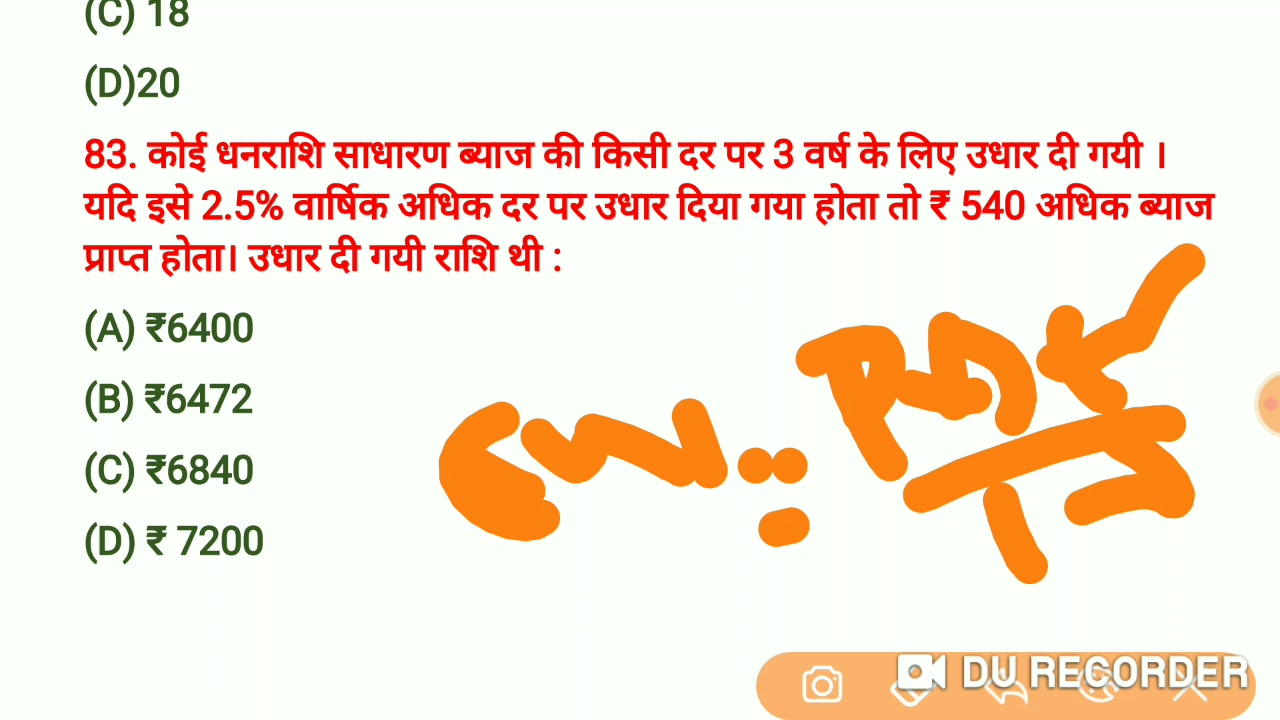 (C) 18
(D)20
83. कोई धनराशि साधारण ब्याज की किसी दर पर 3 वर्ष के लिए उधार दी गयी ।
यदि इसे 2.5% वार्षिक अधिक दर पर उधार दिया गया होता तो ₹ 540 अधिक ब्याज
प्राप्त होता। उधार दी गयी राशि थी :
(A) ₹6400
(B) ₹6472
(C) ₹6840
(D) ₹ 7200
DU RECORDER